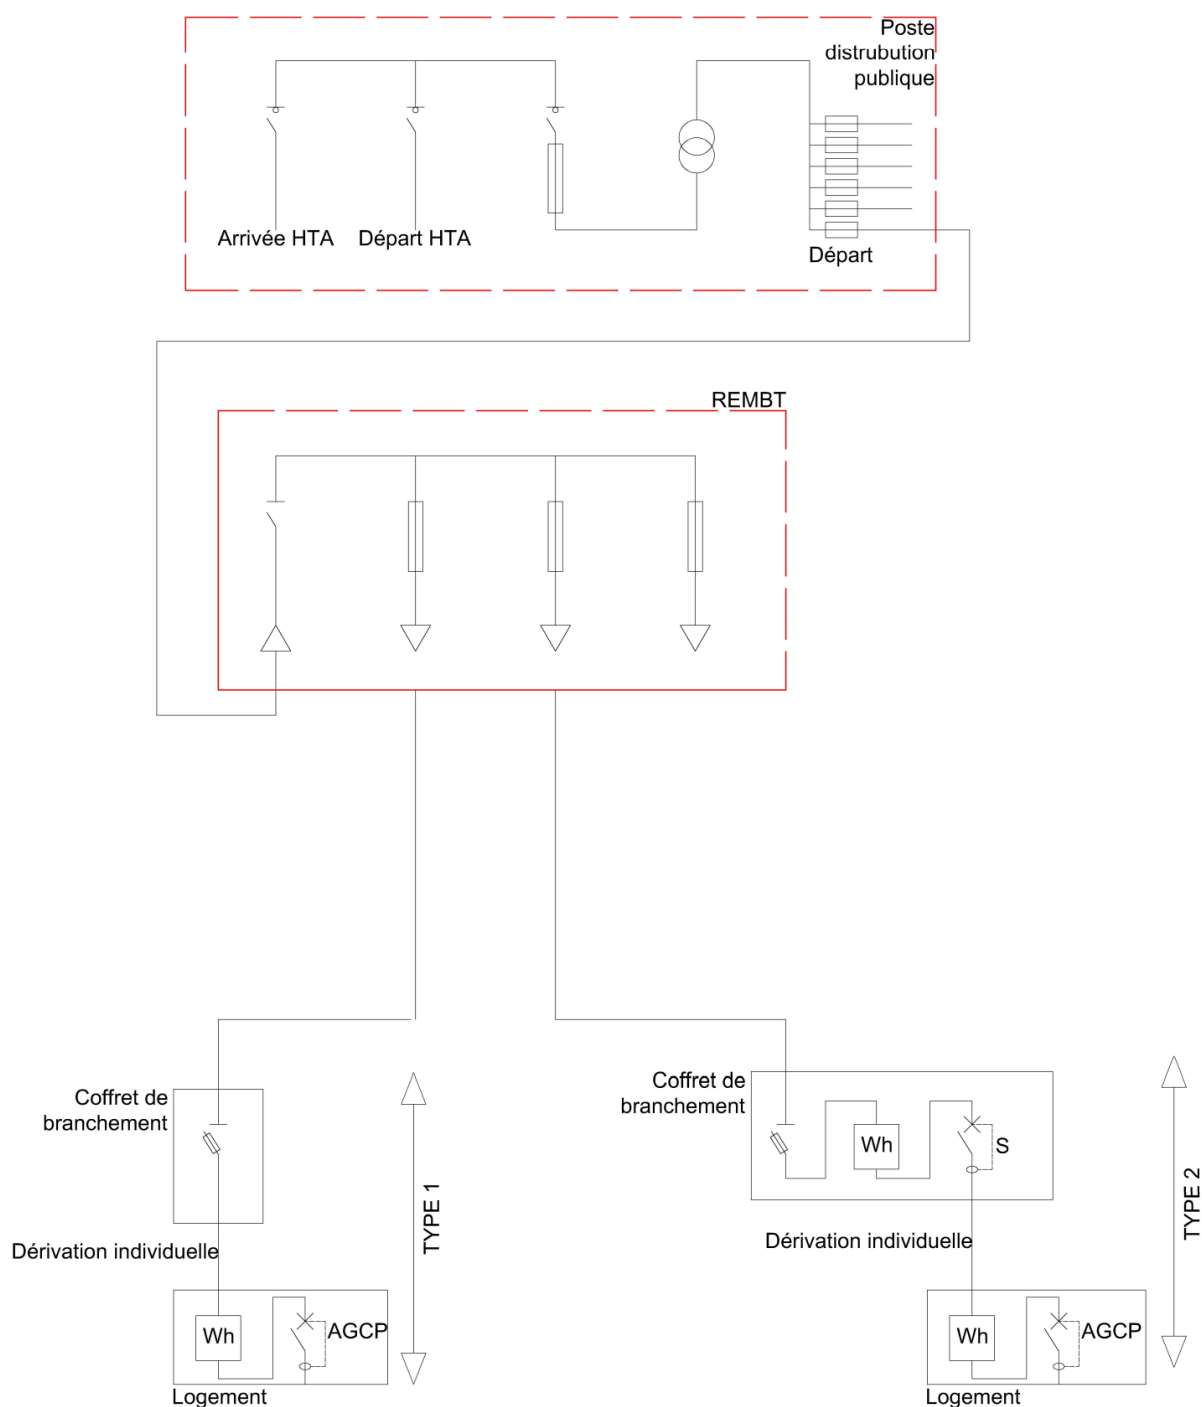 Poste
distrubution
publique
Arrivée HTA
Départ HTA
Départ
REMBT
Coffret de
branchement
Dérivation individuelle
Wh
AGCP
Logement
TYPE 1
Coffret de
branchement
Wh
S
Dérivation individuelle
Wh
AGCP
Logement
TYPE 2